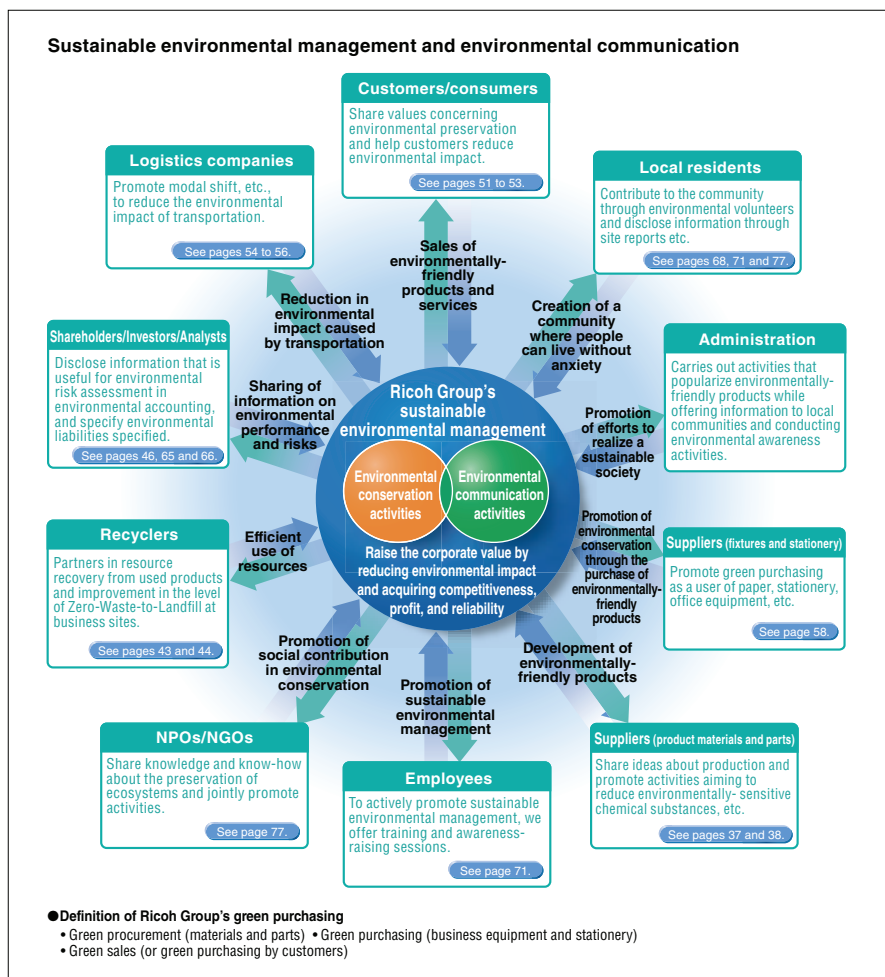 Sustainable environmental management and environmental communication
Customers/consumers
Share values concerning
environmental preservation
and help customers reduce
environmental impact.
See pages 51 to 53.
Logistics companies
Promote modal shift, etc.,
to reduce the environmental
impact of transportation.
See pages 54 to 56.
Local residents
Contribute to the community
through environmental volunteers
and disclose information through
site reports etc.
See pages 68, 71 and 77.
Sales of
environmentally-
friendly
products and
services
Reduction in
environmental
impact caused
by transportation
Creation of a
community
where people
can live without
anxiety
Shareholders/Investors/Analysts
Disclose information that is
useful for environmental
risk assessment in
environmental accounting,
and specify environmental
liabilities specified.
See pages 46, 65 and 66.
Administration
Carries out activities that
popularize environmentally-
friendly products while
offering information to local
communities and conducting
environmental awareness
activities.
Sharing of
information on
environmental
performance
and risks
Ricoh Group's
sustainable
environmental management
Environmental
conservation
activities
Environmental
communication
activities
Raise the corporate value by
reducing environmental impact
and acquiring competitiveness,
profit, and reliability
Promotion
of efforts to
realize a
sustainable
society
Recyclers
Partners in resource
recovery from used products
and improvement in the level
of Zero-Waste-to-Landfill at
business sites.
See pages 43 and 44.
Efficient
use of
resources
Promotion of
environmental
conservation
through the
purchase of
environmentally-
friendly
products
Suppliers (fixtures and stationery)
Promote green purchasing
as a user of paper, stationery,
office equipment, etc.
See page 58.
Promotion of
social contribution
in environmental
conservation
Promotion of
sustainable
environmental
management
Development of
environmentally-
friendly products
NPOs/NGOs
Share knowledge and know-how
about the preservation of
ecosystems and jointly promote
activities.
See page 77.
Employees
To actively promote sustainable
environmental management, we
offer training and awareness-
raising sessions.
See page 71.
Suppliers (product materials and parts)
Share ideas about production and
promote activities aiming to
reduce environmentally- sensitive
chemical substances, etc.
See pages 37 and 38.
●Definition of Ricoh Group's green purchasing
• Green procurement (materials and parts) • Green purchasing (business equipment and stationery)
• Green sales (or green purchasing by customers)